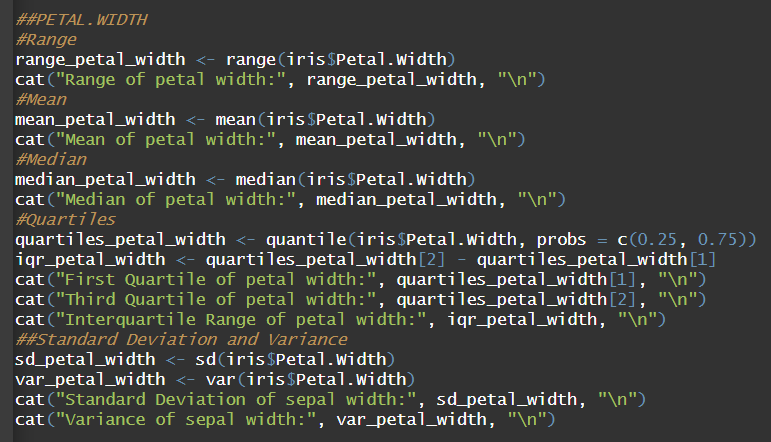 ##PETAL.WIDTH
#Range
range_petal_width <- range(iris$Petal.Width)
cat("Range of petal width:", range_petal_width, "\n")
#Mean
mean_petal_width <- mean(iris$Petal.Width)
cat("Mean of petal width:", mean_petal_width, "\n")
#Median
median_petal_width <- median(iris$Petal.Width)
cat("Median of petal width:", median_petal_width, "\n")
#Quartiles
quartiles_petal_width <- quantile(iris$Petal.Width, probs = c(0.25, 0.75))
iqr_petal_width <- quartiles_petal_width[2] - quartiles_petal_width[1]
cat("First Quartile of petal width:", quartiles_petal_width[1], "\n")
cat("Third Quartile of petal width:", quartiles_petal_width[2], "\n")
cat("Interquartile Range of petal width:", iqr_petal_width, "\n")
##Standard Deviation and Variance
sd_petal_width <- sd(iris$Petal.Width)
var_petal_width <- var(iris$Petal.Width)
cat("Standard Deviation of sepal width:", sd_petal_width, "\n")
cat("Variance of sepal width:", var_petal_width, "\n")